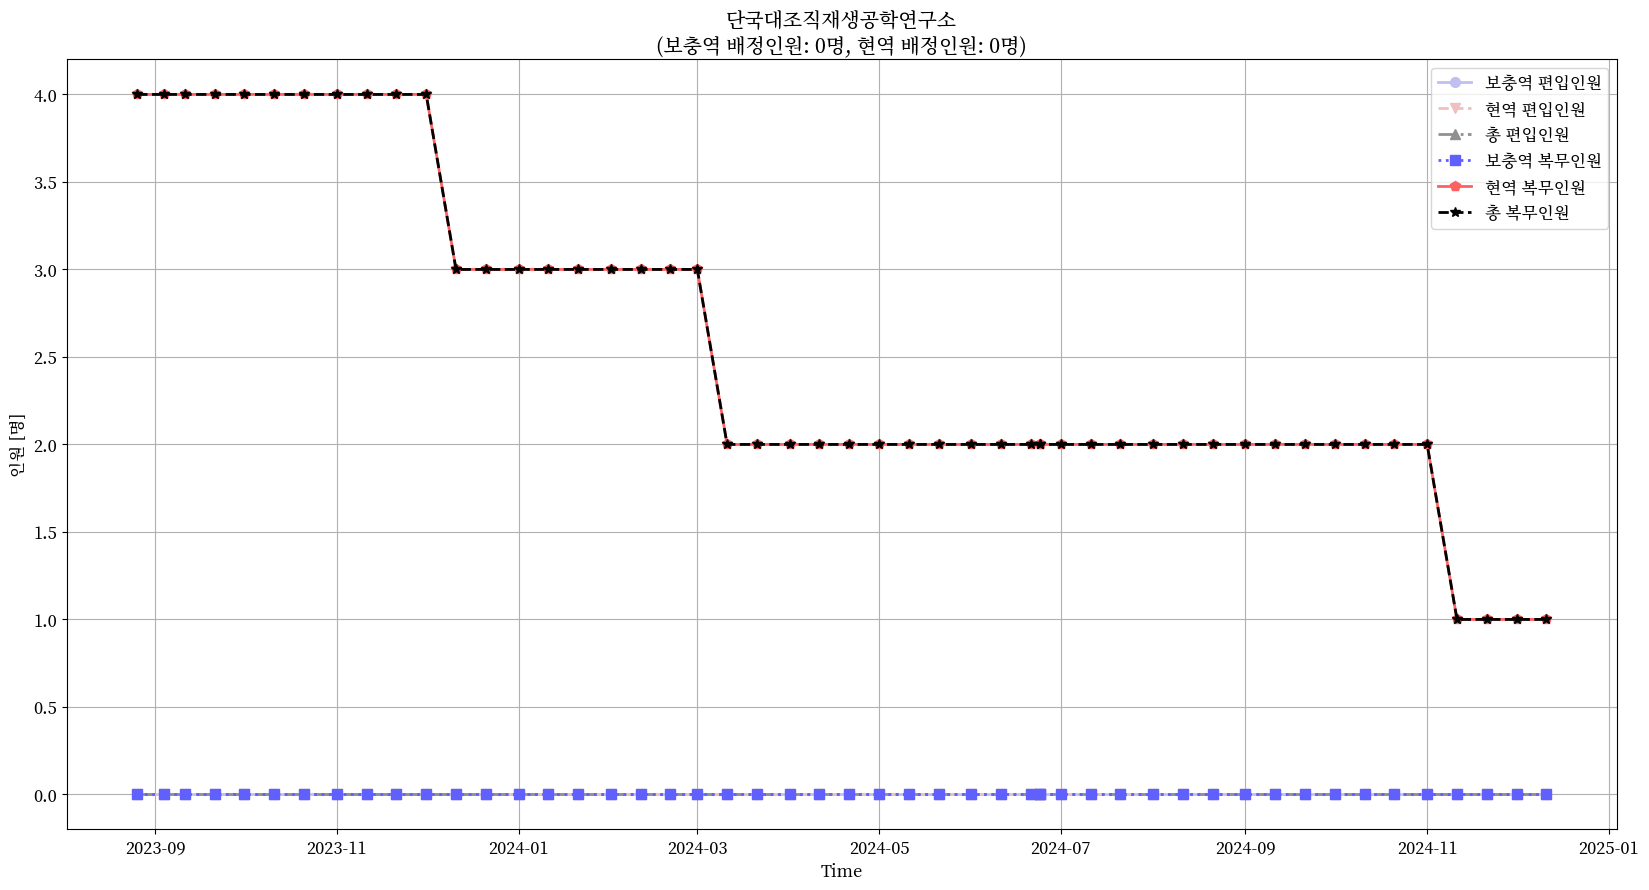 단국대조직재생공학연구소
(보충역 배정인원: 0명, 현역 배정인원: 0명)
보충역 편입인원
현역 편입인원
총 편입인원
보충역 복무인원
현역 복무인원
총 복무인원
인원 [명]
4.0
3.5
3.0
2.5
2.0
1.5
1.0
0.5
0.0
2023-09
2023-11
2024-01
2024-03
2024-05
2024-07
2024-09
2024-11
2025-01
Time